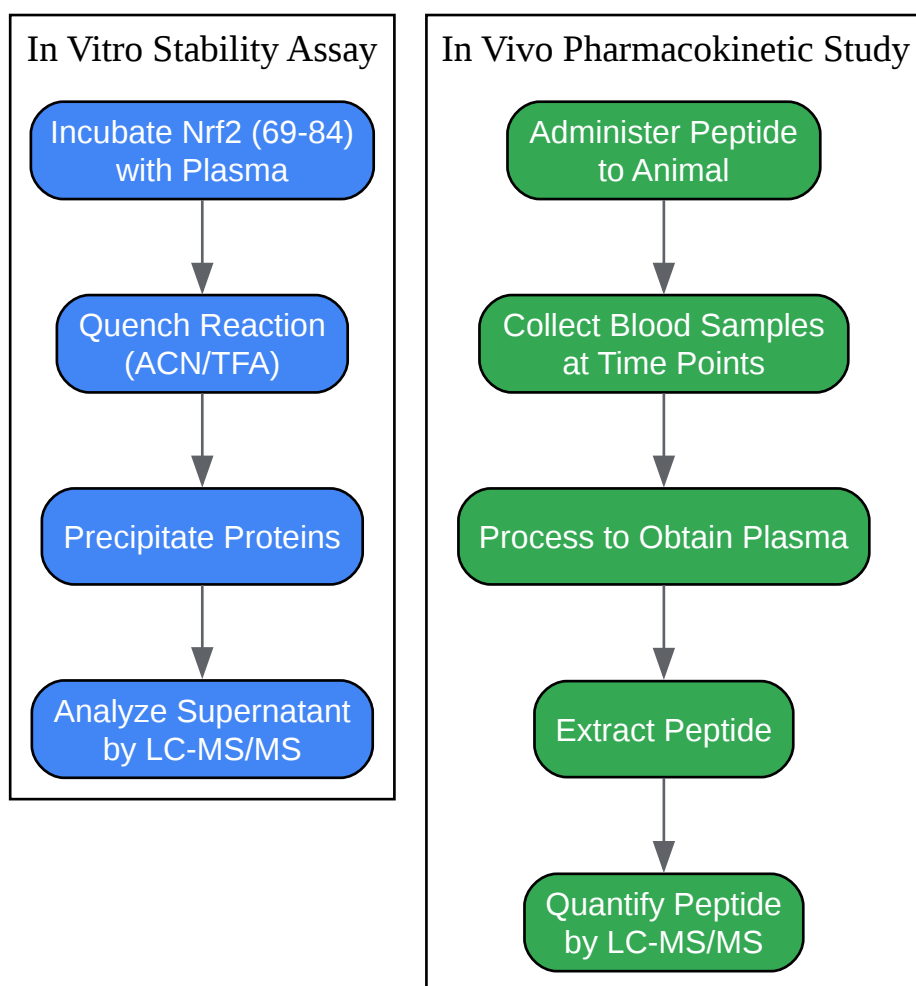 In Vitro Stability Assay
Incubate Nrf2 (69-84)
with Plasma
Quench Reaction
(ACN/TFA)
Precipitate Proteins
Analyze Supernatant
by LC-MS/MS
In Vivo Pharmacokinetic Study
Administer Peptide
to Animal
Collect Blood Samples
at Time Points
Process to Obtain Plasma
Extract Peptide
Quantify Peptide
by LC-MS/MS